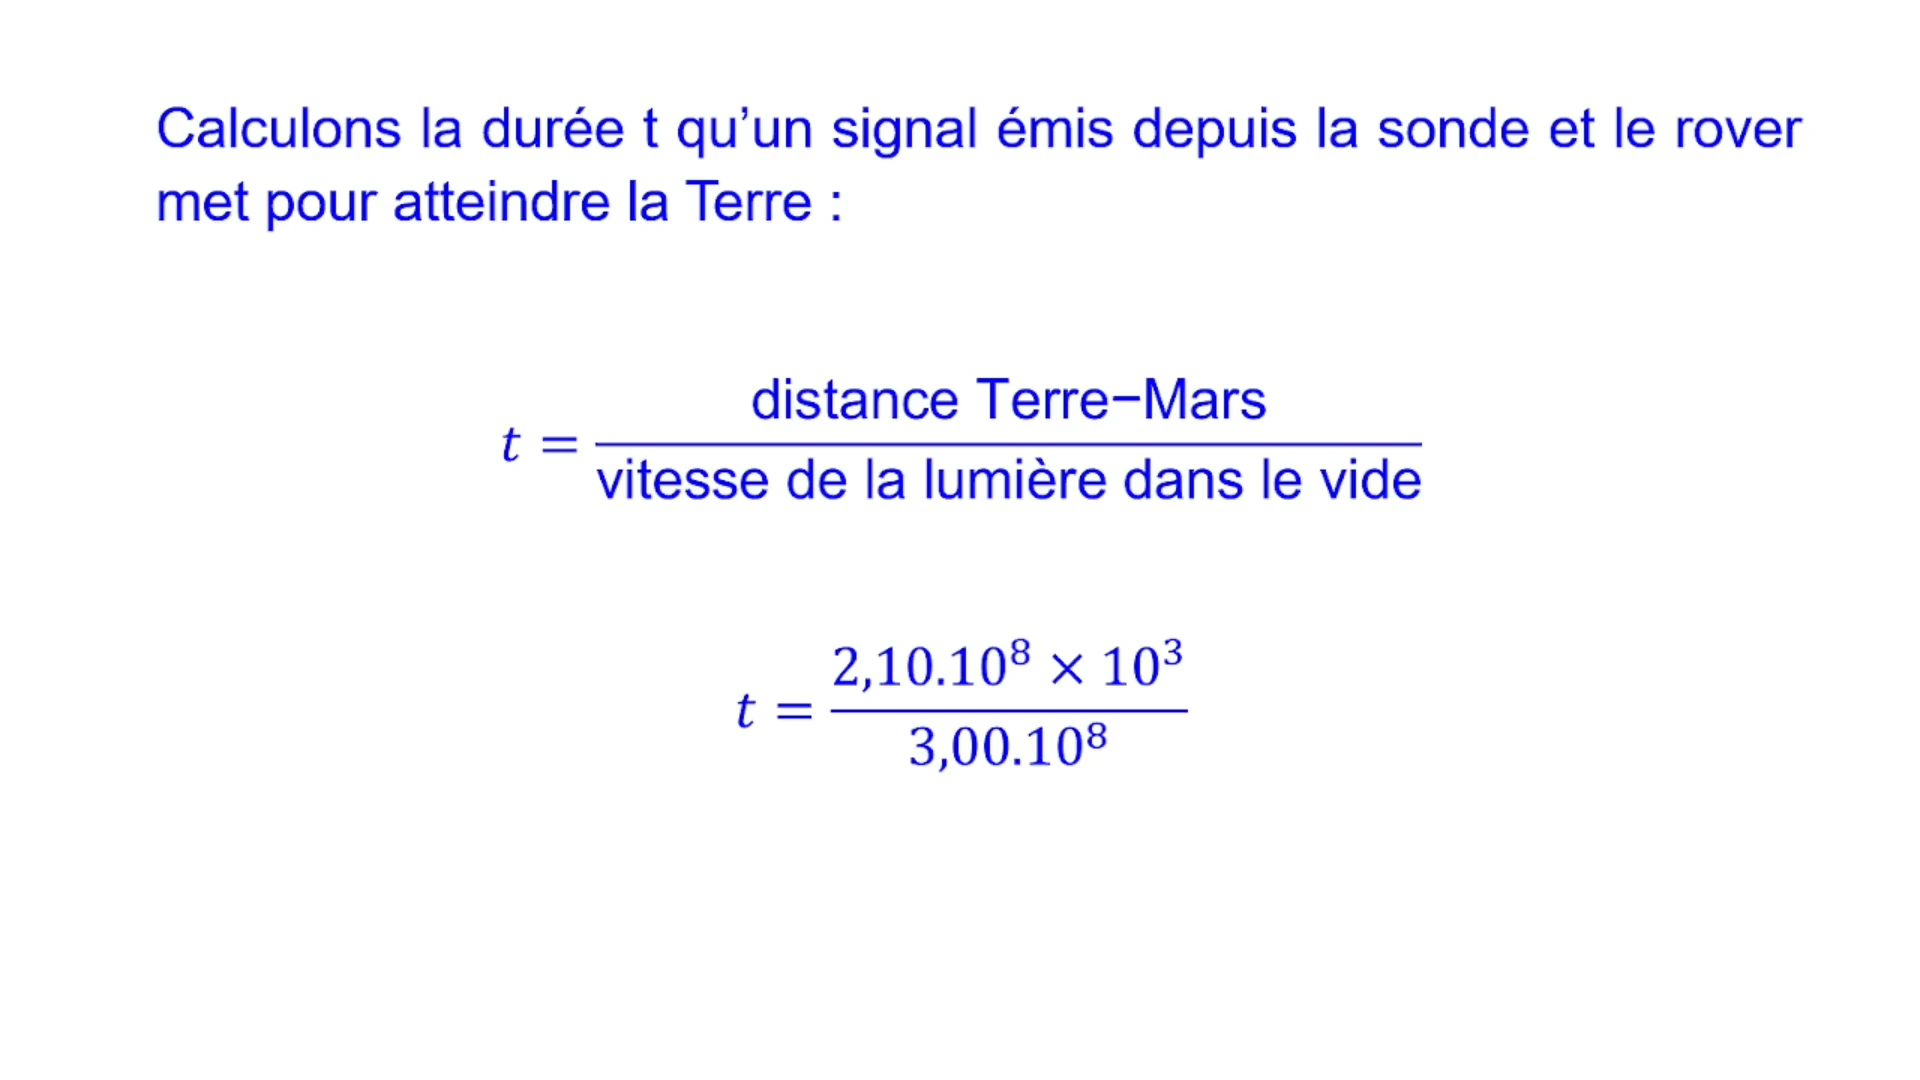 Calculons la durée t qu’un signal émis depuis la sonde et le rover
met pour atteindre la Terre :
t = distance Terre−Mars / vitesse de la lumière dans le vide
t = 2,10.10⁸ × 10³ / 3,00.10⁸